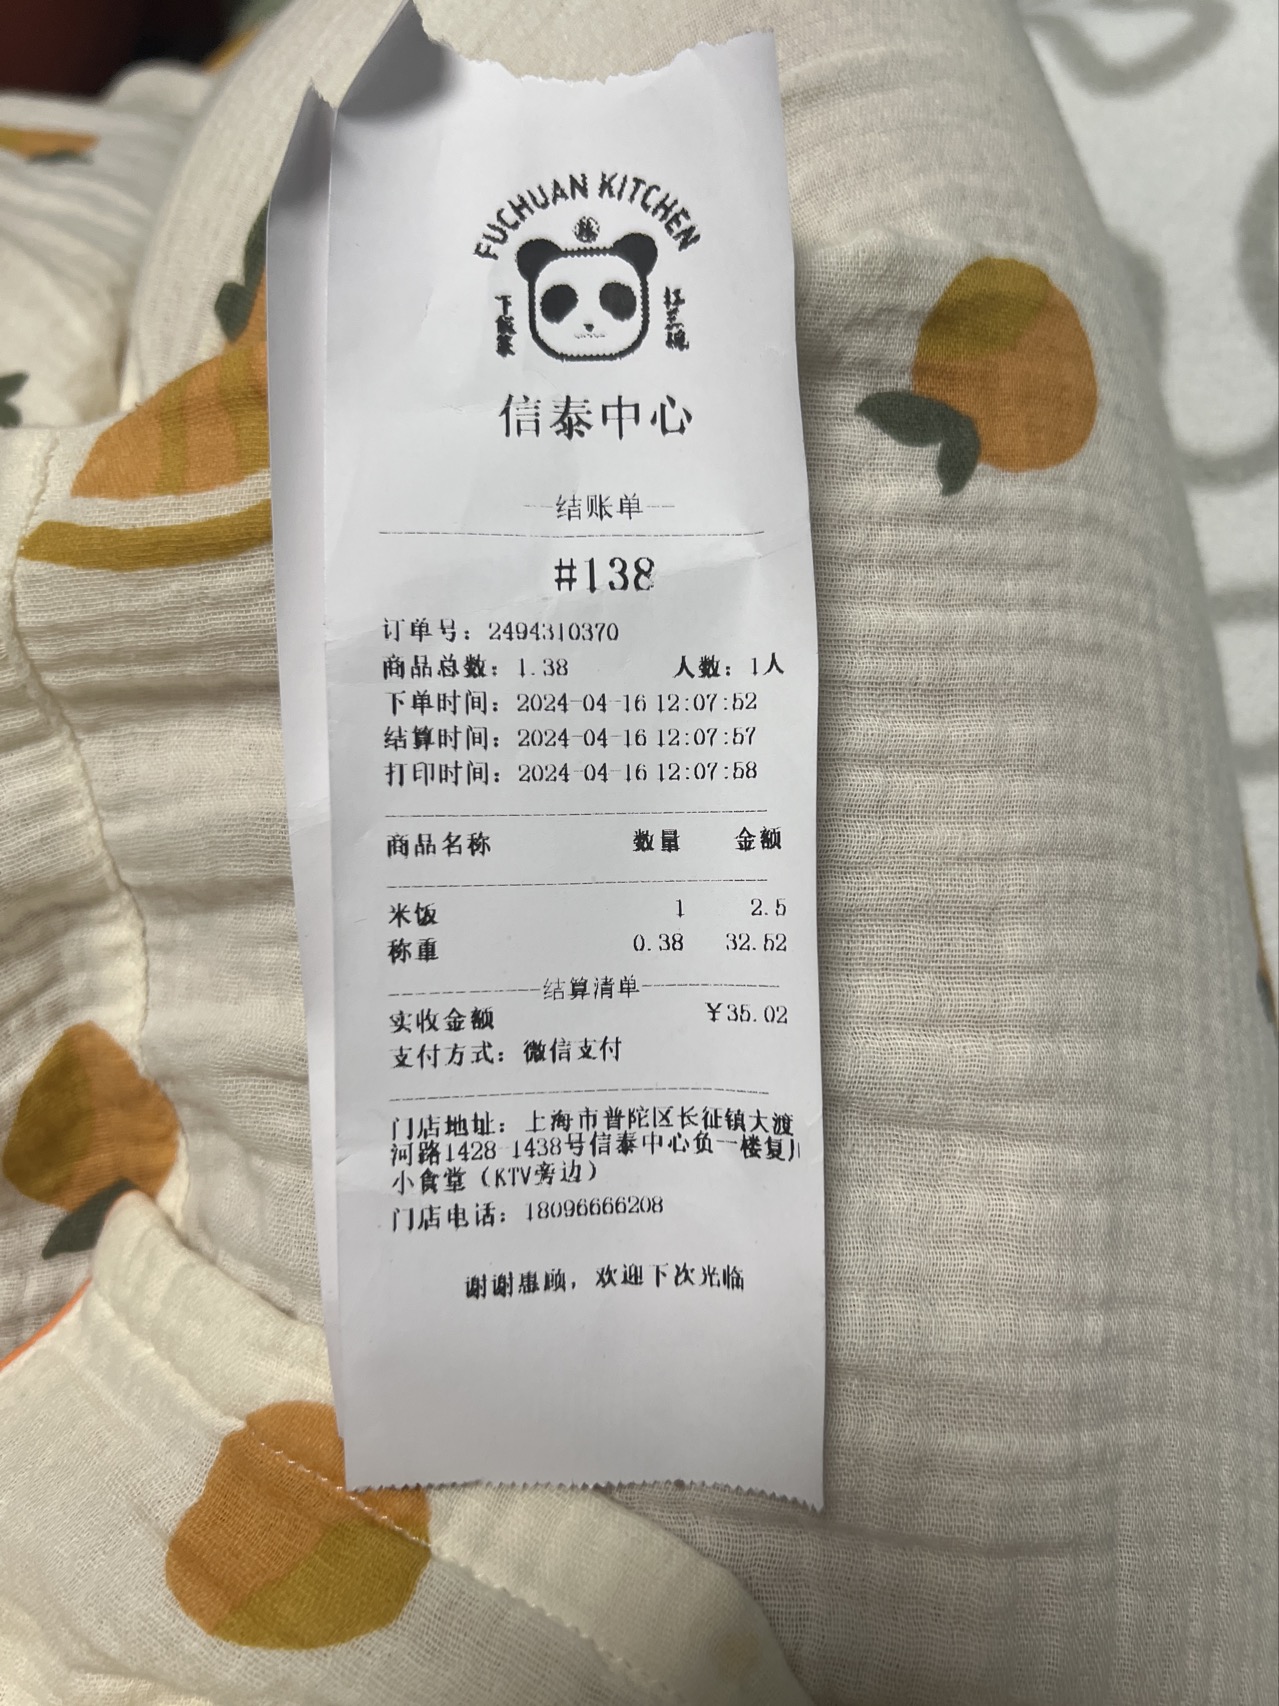 FUCHUAN KITCHEN
下饭菜
信泰中心
结账单
#138
订单号：2494310370
商品总数：1.38 人数：1人
下单时间：2024-04-16 12:07:52
结算时间：2024-04-16 12:07:57
打印时间：2024-04-16 12:07:58
商品名称 数量 金额
米饭 1 2.5
称重 0.38 32.52
结算清单
实收金额 ￥35.02
支付方式：微信支付
门店地址：上海市普陀区长征镇大渡
河路1428-1438号信泰中心负一楼复川
小食堂（KTV旁边）
门店电话：18096666208
谢谢惠顾，欢迎下次光临